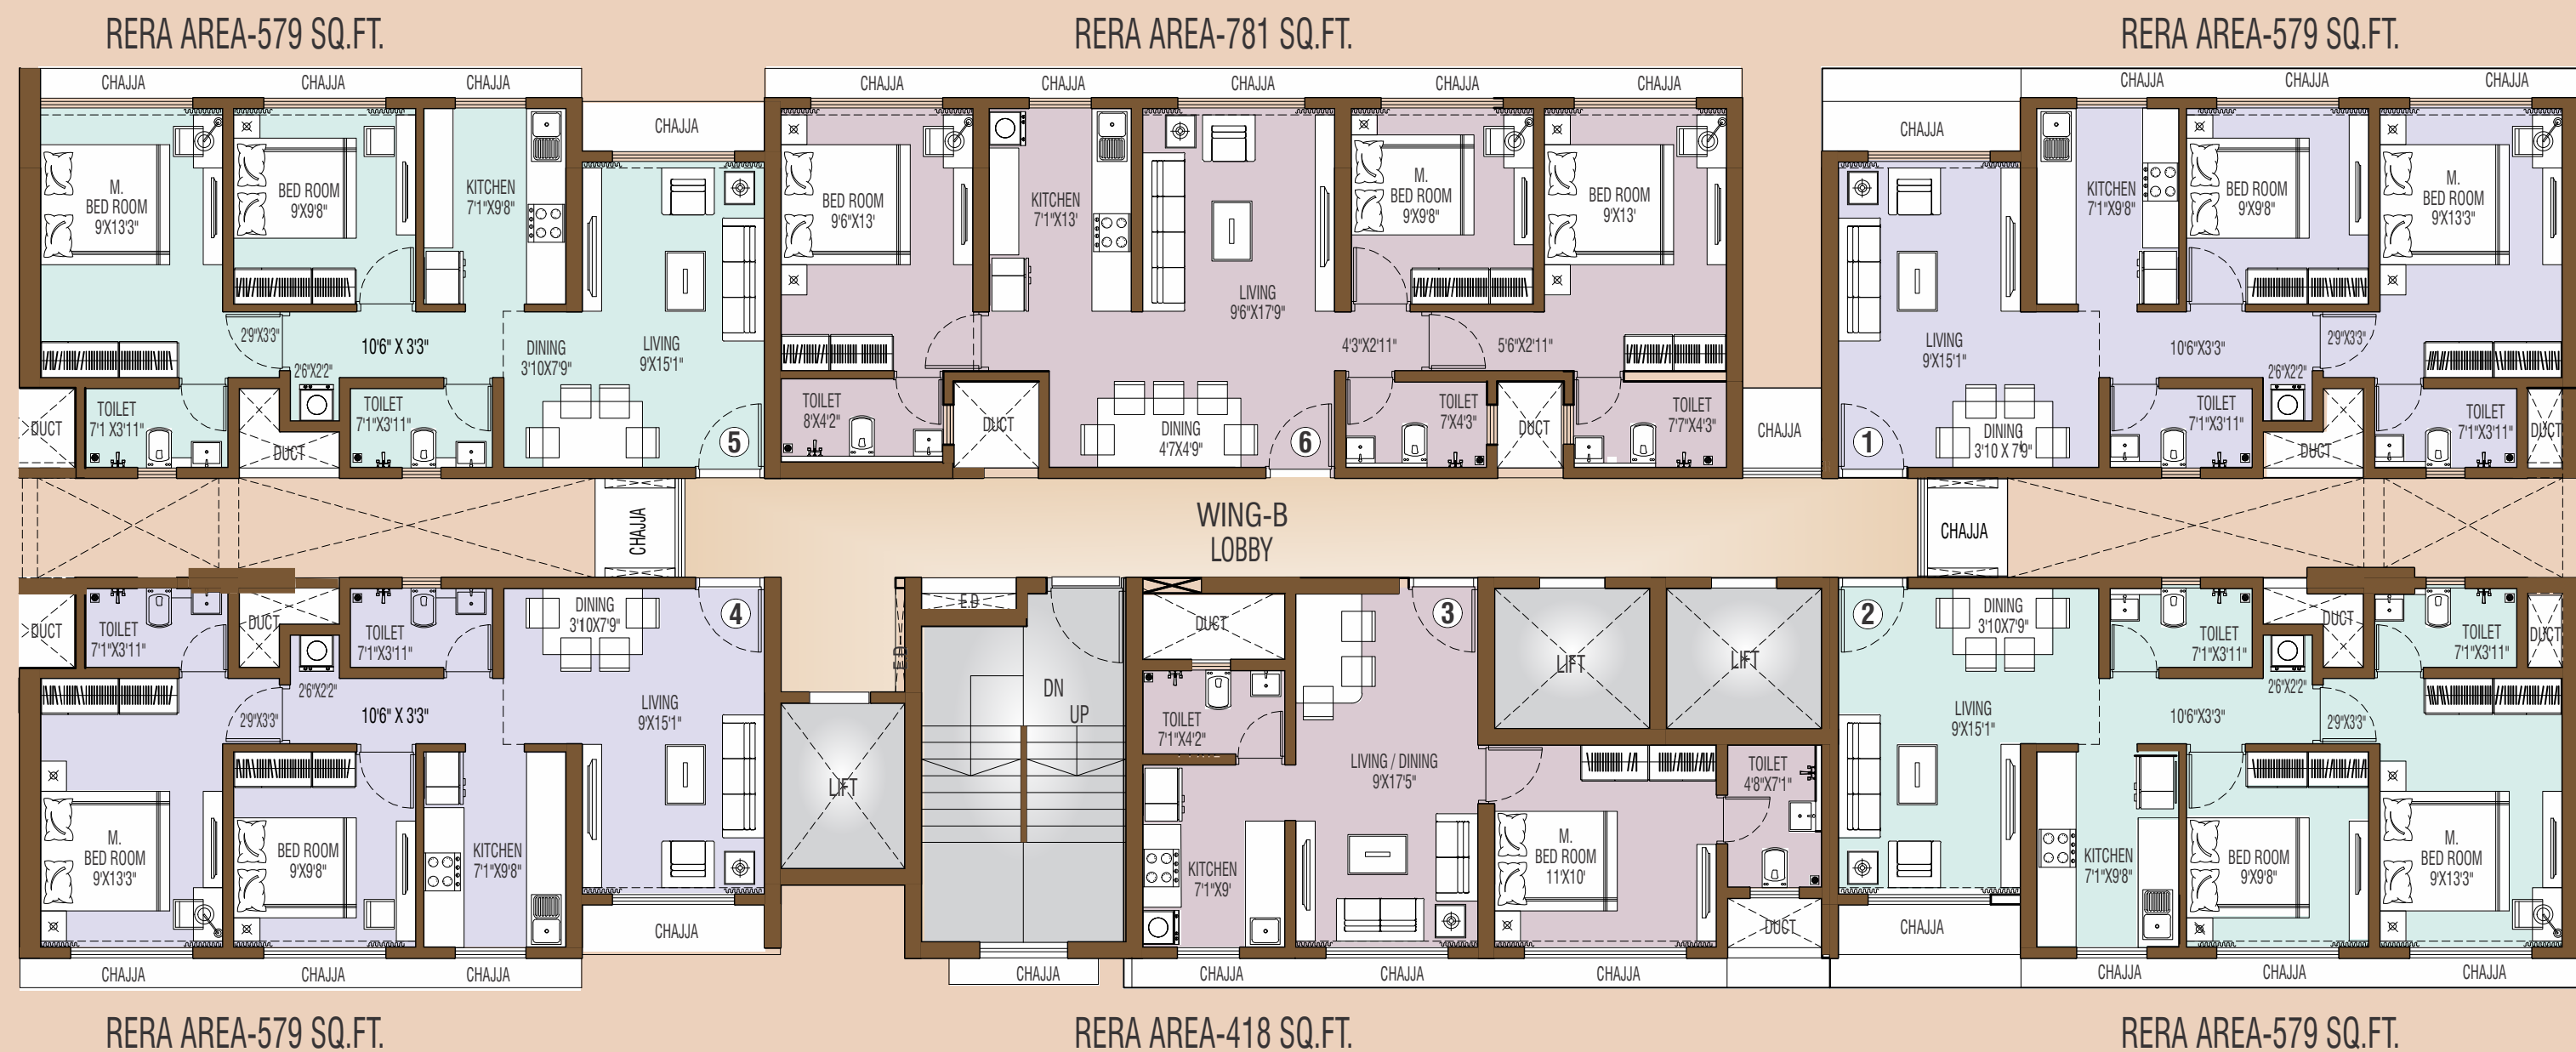 RERA AREA-579 SQ.FT.
RERA AREA-781 SQ.FT.
RERA AREA-579 SQ.FT.
CHAJJA
CHAJJA
CHAJJA
CHAJJA
CHAJJA
CHAJJA
CHAJJA
CHAJJA
CHAJJA
CHAJJA
CHAJJA
CHAJJA
CHAJJA
M.
BED ROOM
9'X13'3"
BED ROOM
9'X9'8"
KITCHEN
7'1"X9'8"
2'9"X3'3"
10'6" X 3'3"
2'6"X2'2"
DINING
3'10X7'9"
LIVING
9'X15'1"
TOILET
7'1 X3'11"
TOILET
7'1"X3'11"
DUCT
DUCT
5
BED ROOM
9'6"X13'
KITCHEN
7'1"X13'
LIVING
9'6"X17'9"
M.
BED ROOM
9'X9'8"
BED ROOM
9'X13'
4'3"X2'11"
5'6"X2'11"
TOILET
8'X4'2"
DUCT
DINING
4'7X4'9"
6
TOILET
7'X4'3"
DUCT
TOILET
7'7"X4'3"
CHAJJA
KITCHEN
7'1"X9'8"
BED ROOM
9'X9'8"
M.
BED ROOM
9'X13'3"
LIVING
9'X15'1"
10'6"X3'3"
2'9"X3'3"
2'6"X2'2"
1
DINING
3'10 X 7'9"
TOILET
7'1"X3'11"
DUCT
TOILET
7'1"X3'11"
DUCT
CHAJJA
WING-B
LOBBY
CHAJJA
DUCT
TOILET
7'1"X3'11"
DUCT
TOILET
7'1"X3'11"
DINING
3'10X7'9"
4
2'6"X2'2"
2'9"X3'3"
10'6" X 3'3"
LIVING
9'X15'1"
M.
BED ROOM
9'X13'3"
BED ROOM
9'X9'8"
KITCHEN
7'1"X9'8"
CHAJJA
LIFT
E.D
E.D
DN
UP
DUCT
3
LIFT
LIFT
TOILET
7'1"X4'2"
LIVING / DINING
9'X17'5"
TOILET
4'8"X7'1"
KITCHEN
7'1"X9'
M.
BED ROOM
11'X10'
DUCT
2
DINING
3'10X7'9"
TOILET
7'1"X3'11"
DUCT
TOILET
7'1"X3'11"
DUCT
2'6"X2'2"
LIVING
9'X15'1"
10'6"X3'3"
2'9"X3'3"
KITCHEN
7'1"X9'8"
BED ROOM
9'X9'8"
M.
BED ROOM
9'X13'3"
CHAJJA
CHAJJA
CHAJJA
CHAJJA
CHAJJA
CHAJJA
CHAJJA
CHAJJA
CHAJJA
CHAJJA
CHAJJA
RERA AREA-579 SQ.FT.
RERA AREA-418 SQ.FT.
RERA AREA-579 SQ.FT.